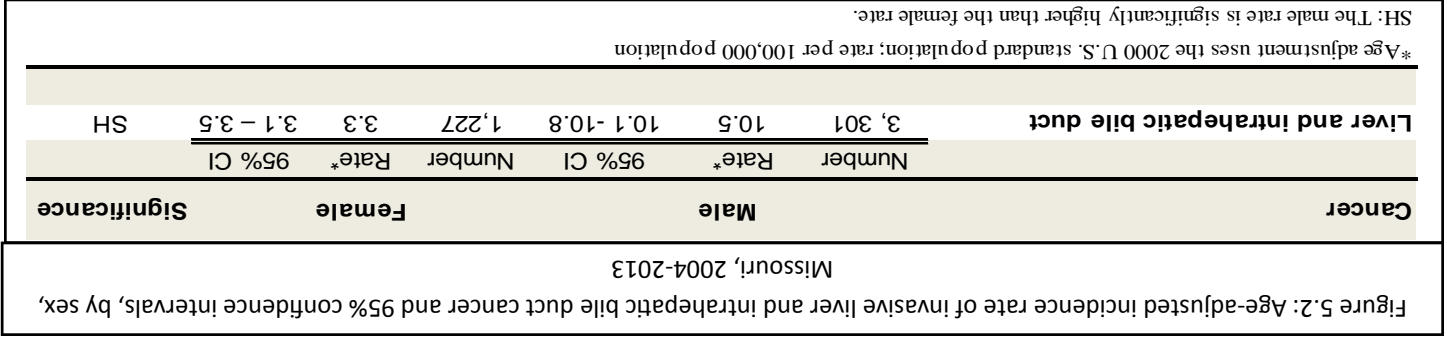 Figure 5.2: Age-adjusted incidence rate of invasive liver and intrahepatic bile duct cancer and 95% confidence intervals, by sex,
Missouri, 2004-2013
Cancer Male Female Significance
Number Rate* 95% CI Number Rate* 95% CI
Liver and intrahepatic bile duct 3, 301 10.5 10.1 -10.8 1,227 3.3 3.1 – 3.5 SH
*Age adjustment uses the 2000 U.S. standard population; rate per 100,000 population
SH: The male rate is significantly higher than the female rate.